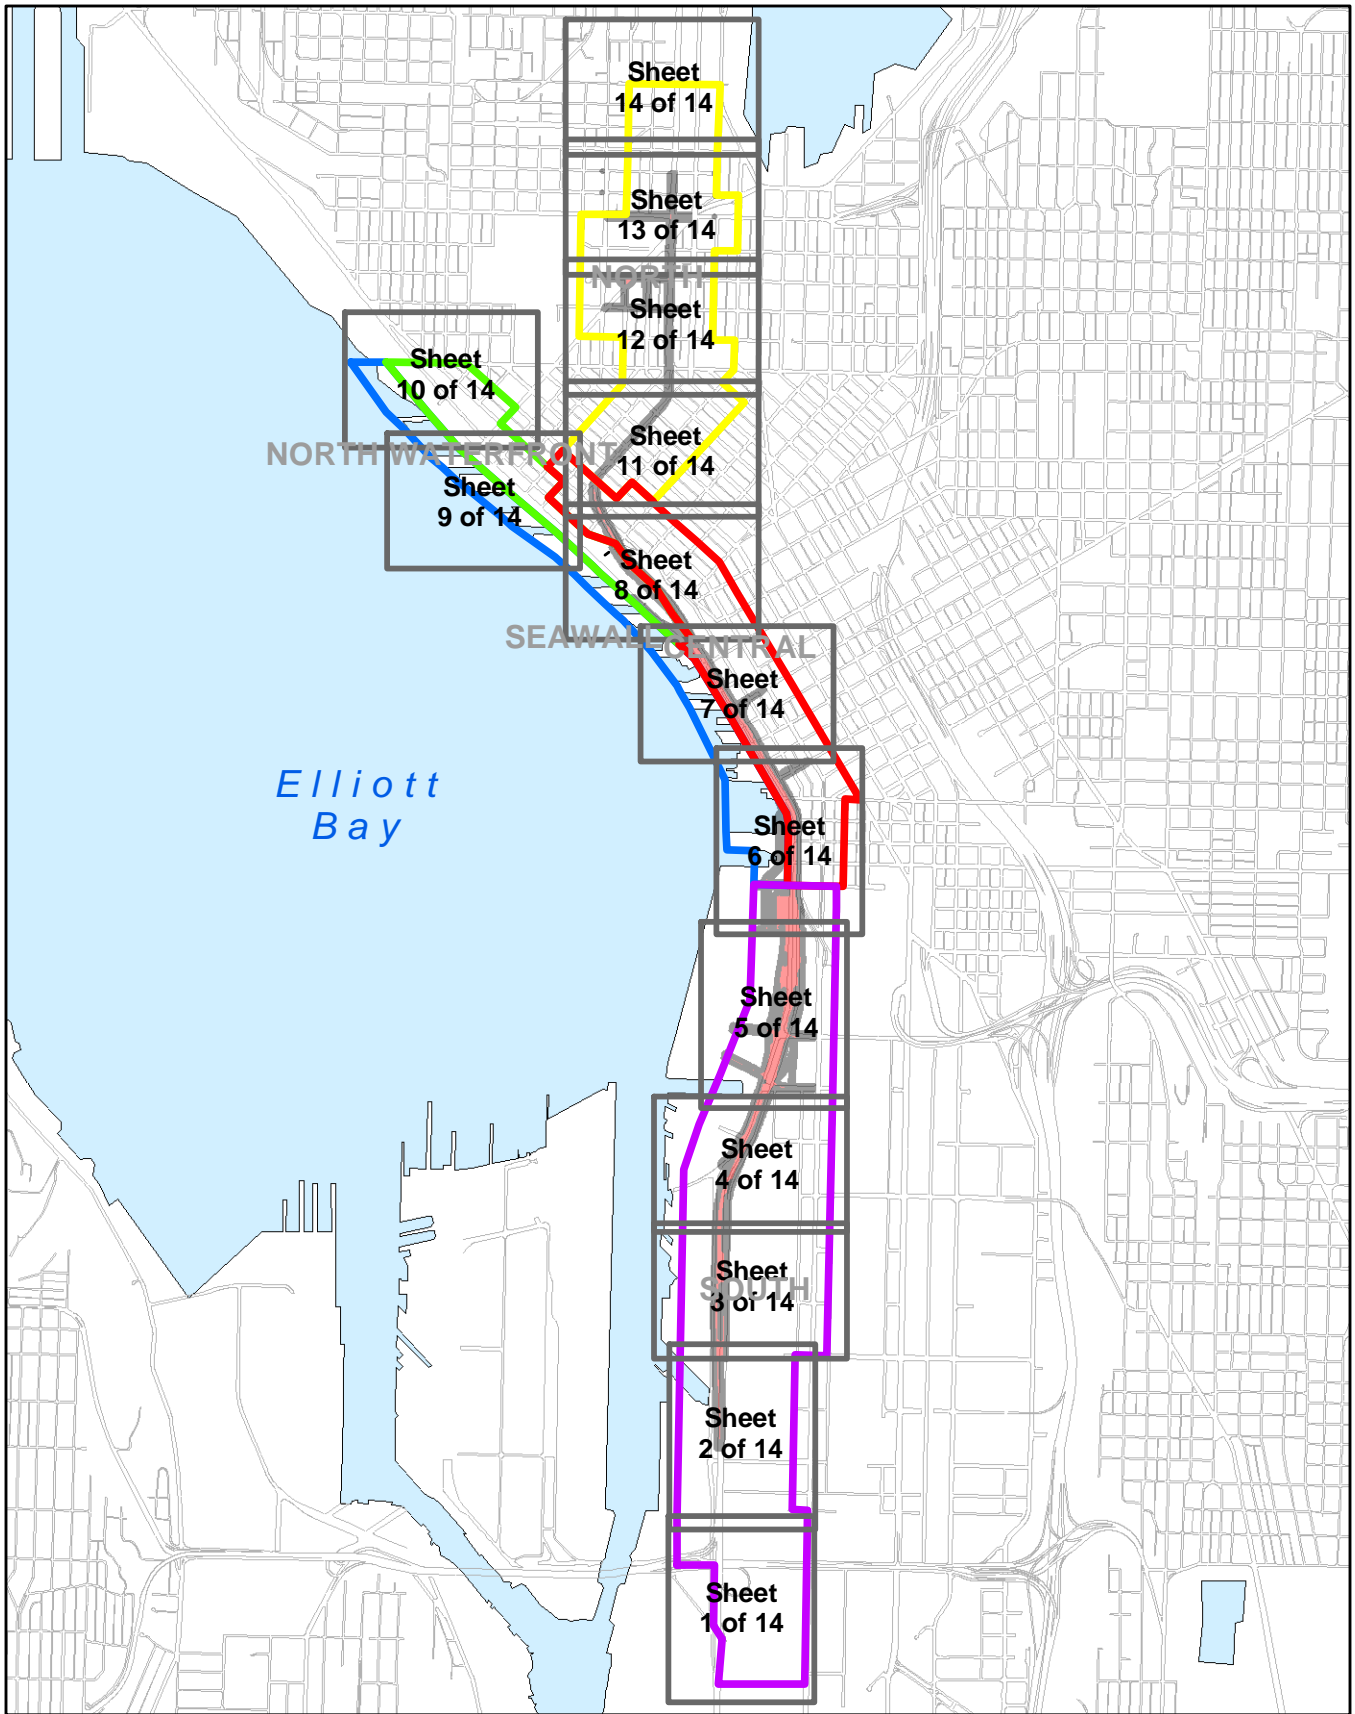 Sheet
14 of 14
Sheet
13 of 14
NORTH
Sheet
12 of 14
Sheet
10 of 14
Sheet
11 of 14
NORTH WATERFRONT
Sheet
9 of 14
Sheet
8 of 14
SEAWALL
CENTRAL
Sheet
7 of 14
Elliott
Bay
Sheet
6 of 14
Sheet
5 of 14
Sheet
4 of 14
Sheet
3 of 14
SOUTH
Sheet
2 of 14
Sheet
1 of 14